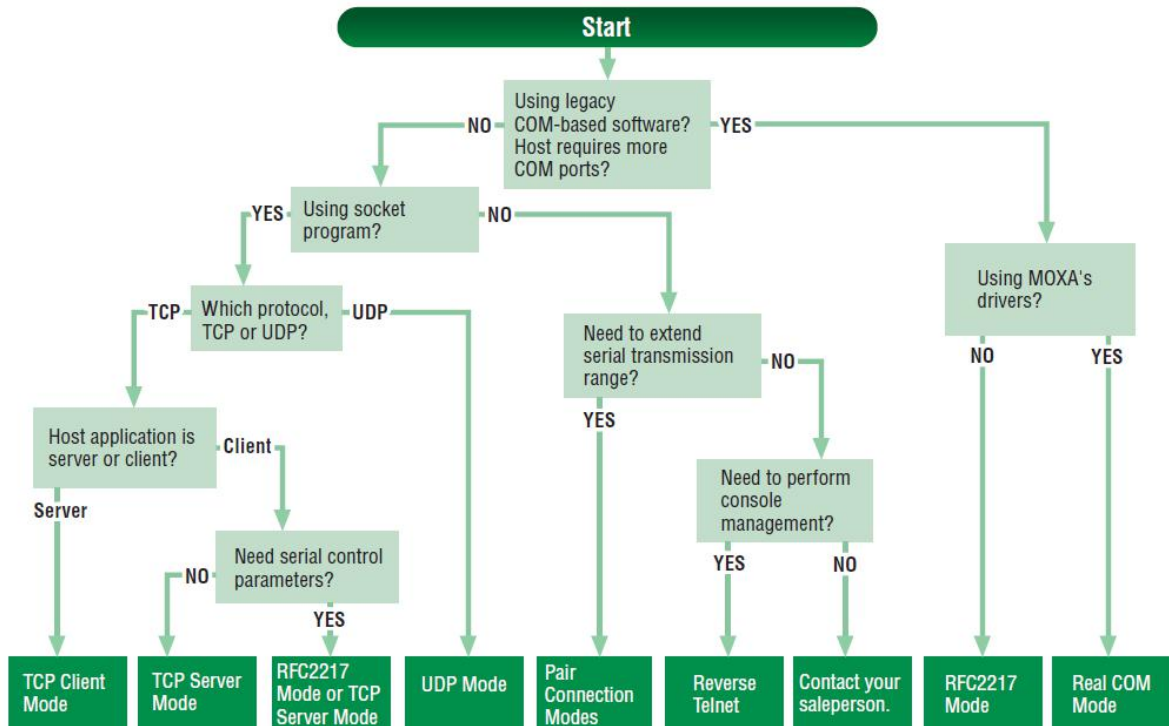 Start
Using legacy
COM-based software?
Host requires more
COM ports?
NO
YES
Using socket
program?
YES
NO
Using MOXA's
drivers?
Which protocol,
TCP or UDP?
TCP
UDP
Need to extend
serial transmission
range?
NO
YES
NO
YES
Host application is
server or client?
Client
Server
Need to perform
console
management?
Need serial control
parameters?
NO
YES
YES
NO
TCP Client
Mode
TCP Server
Mode
RFC2217
Mode or TCP
Server Mode
UDP Mode
Pair
Connection
Modes
Reverse
Telnet
Contact your
salesperson.
RFC2217
Mode
Real COM
Mode